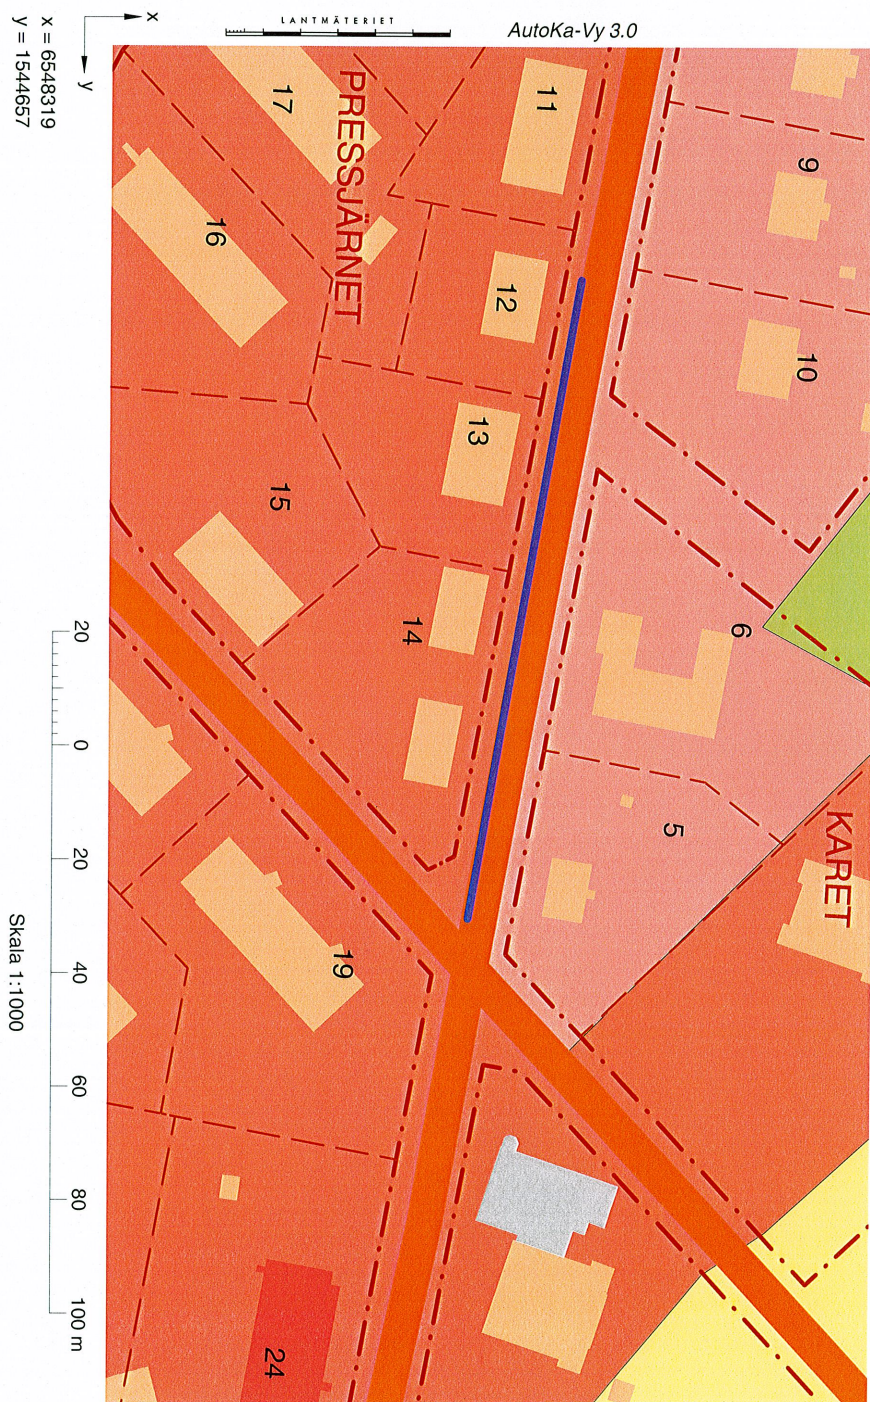 LANTMÄTERIET
AutoKa-Vy 3.0
x
y
x = 6548319
y = 1544657
PRESSJÄRNET
KARET
11
17
9
16
12
10
13
15
14
6
5
19
24
20 0 20 40 60 80 100 m
Skala 1:1000